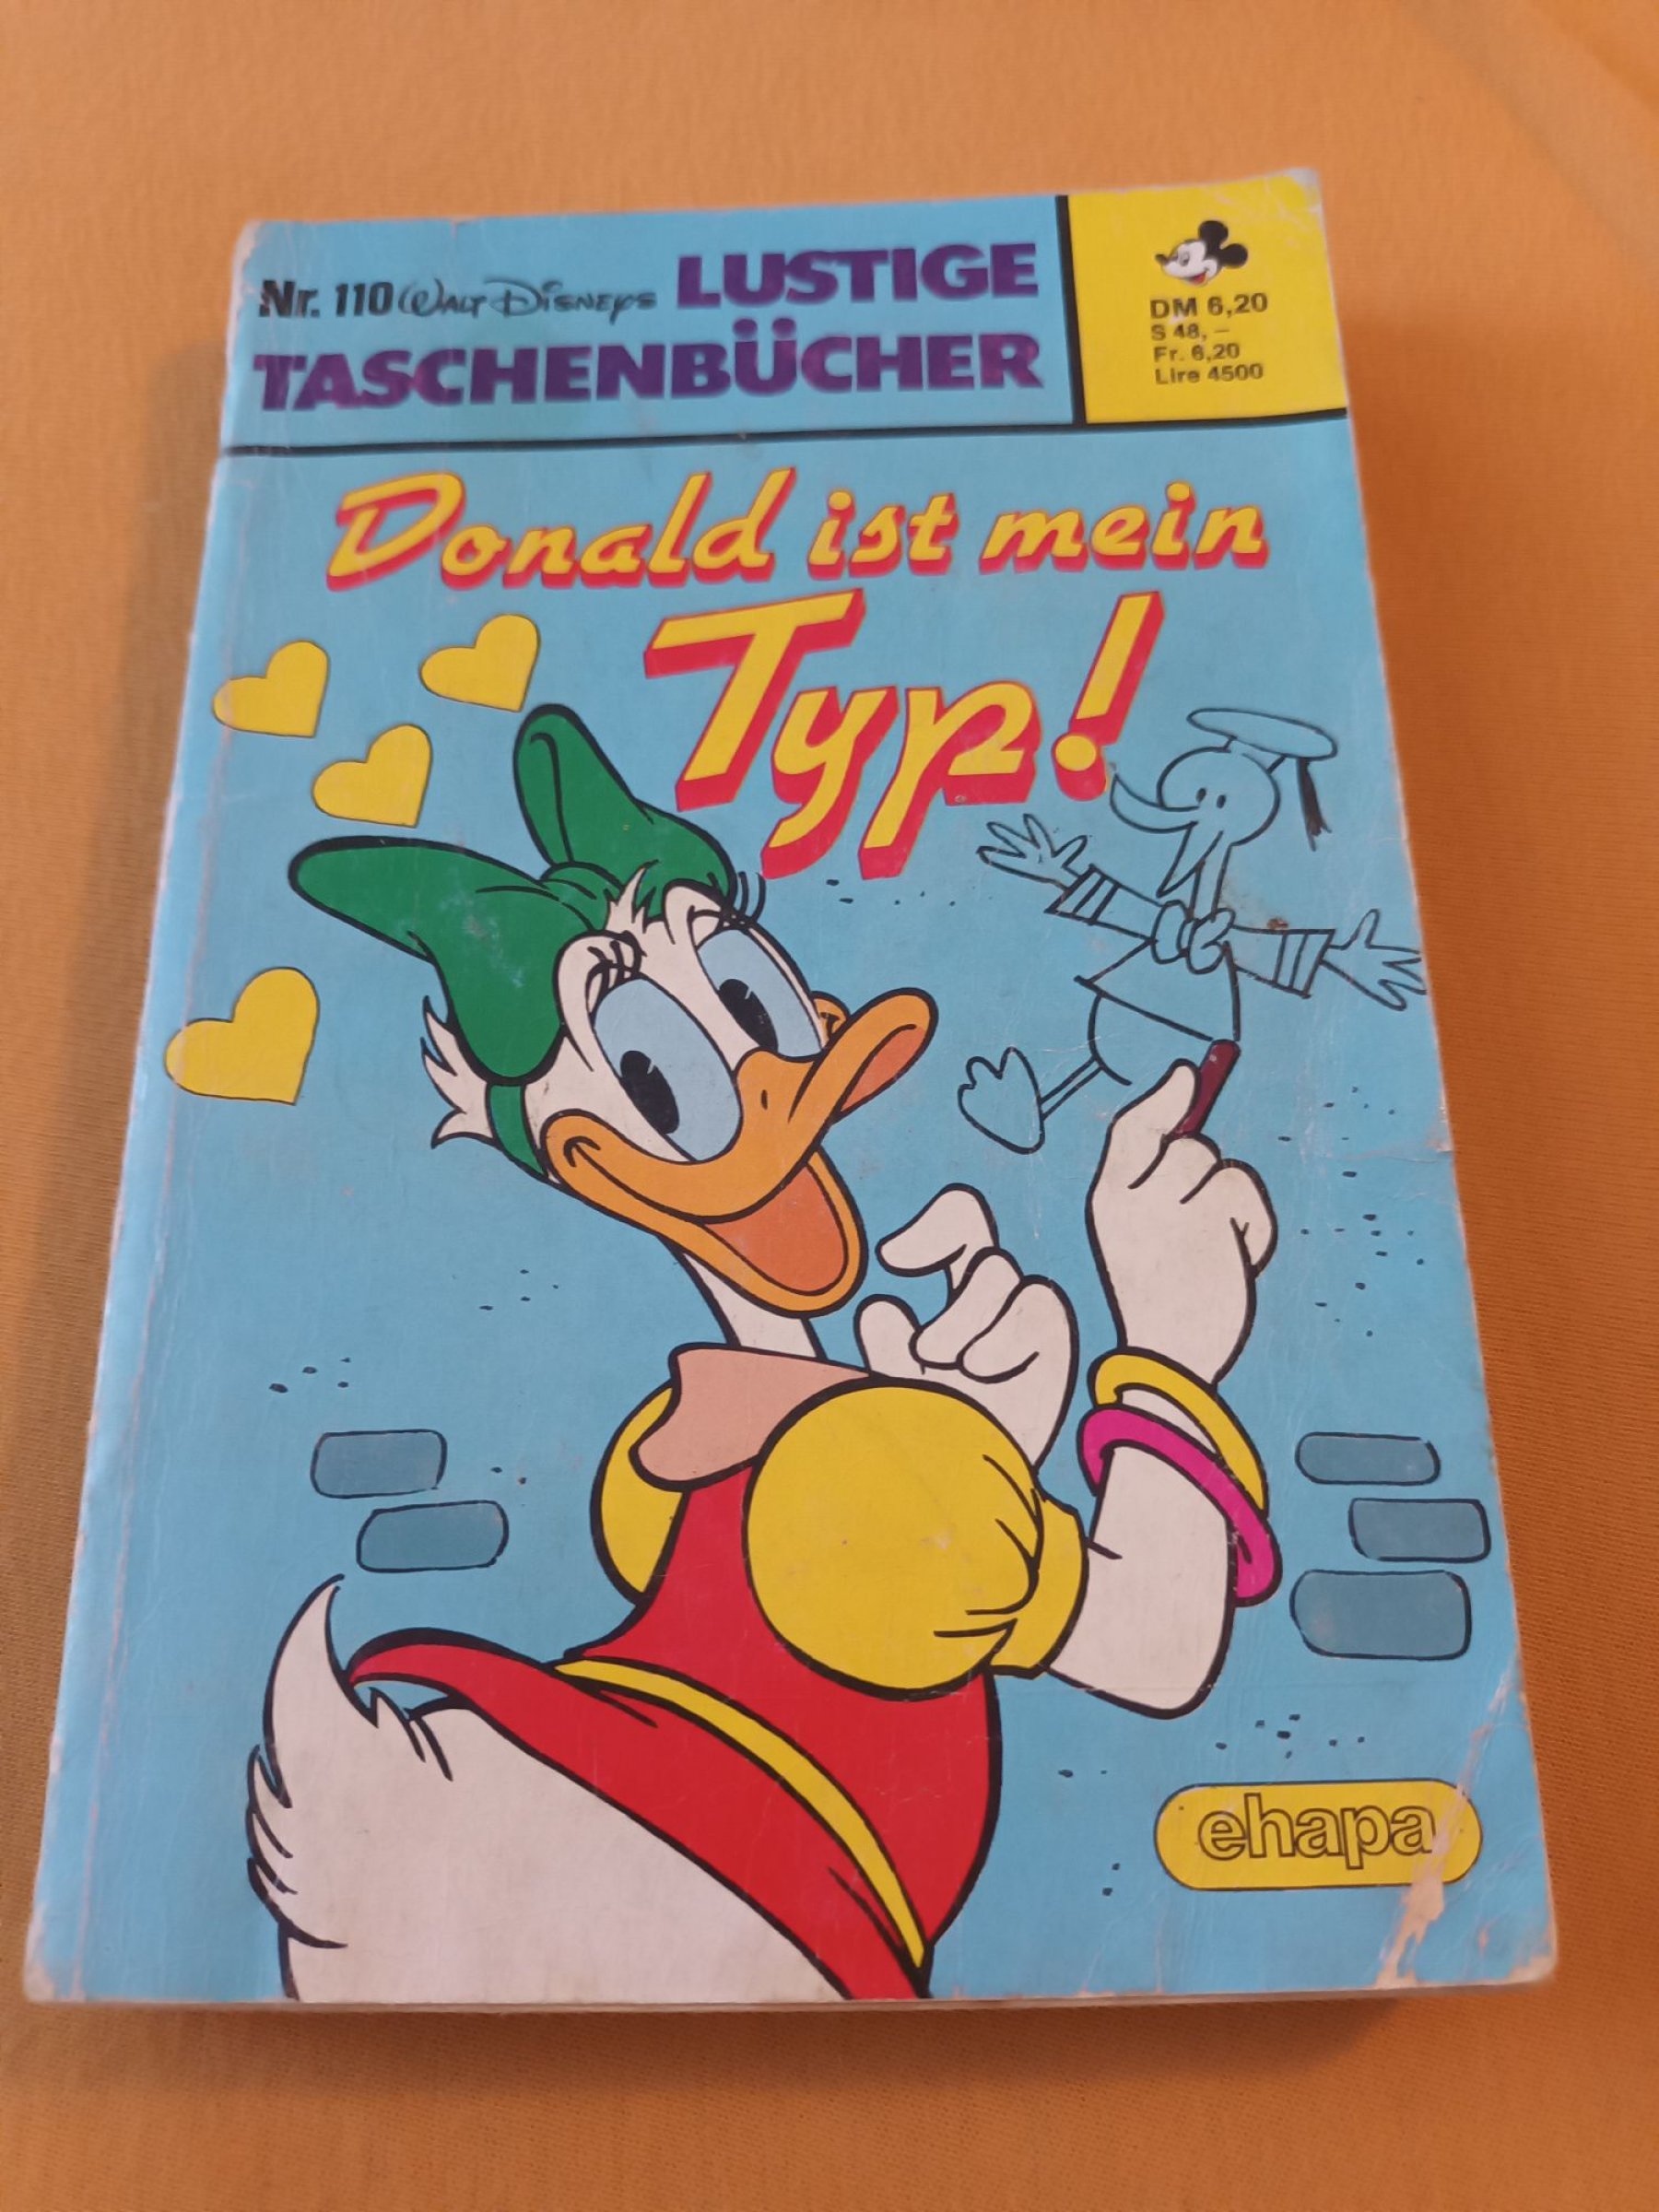 Nr. 110 Walt Disneys LUSTIGE
TASCHENBÜCHER
DM 6,20
S 48,–
Fr. 6,20
Lire 4500
Donald ist mein
Typ!
ehapa